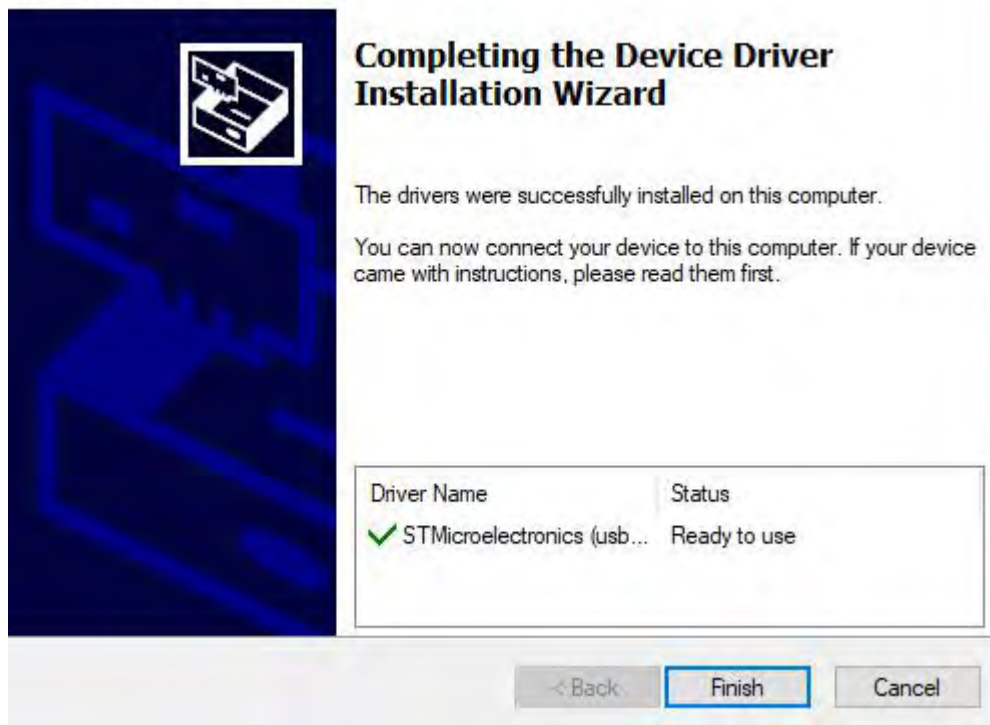 Completing the Device Driver
Installation Wizard
The drivers were successfully installed on this computer.
You can now connect your device to this computer. If your device
came with instructions, please read them first.
Driver Name Status
STMicroelectronics (usb... Ready to use
< Back Finish Cancel